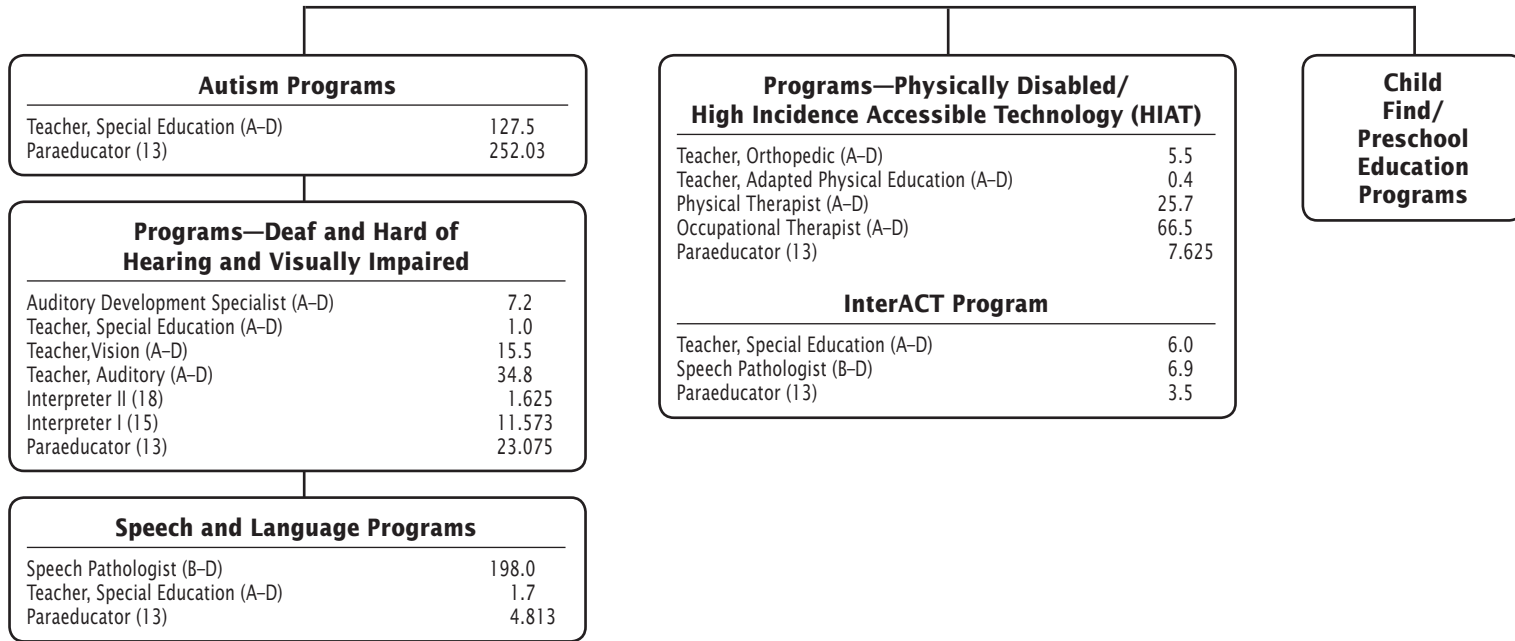 Autism Programs
Teacher, Special Education (A–D) 127.5
Paraeducator (13) 252.03
Programs—Deaf and Hard of
Hearing and Visually Impaired
Auditory Development Specialist (A–D) 7.2
Teacher, Special Education (A–D) 1.0
Teacher,Vision (A–D) 15.5
Teacher, Auditory (A–D) 34.8
Interpreter II (18) 1.625
Interpreter I (15) 11.573
Paraeducator (13) 23.075
Speech and Language Programs
Speech Pathologist (B–D) 198.0
Teacher, Special Education (A–D) 1.7
Paraeducator (13) 4.813
Programs—Physically Disabled/
High Incidence Accessible Technology (HIAT)
Teacher, Orthopedic (A–D) 5.5
Teacher, Adapted Physical Education (A–D) 0.4
Physical Therapist (A–D) 25.7
Occupational Therapist (A–D) 66.5
Paraeducator (13) 7.625
InterACT Program
Teacher, Special Education (A–D) 6.0
Speech Pathologist (B–D) 6.9
Paraeducator (13) 3.5
Child
Find/
Preschool
Education
Programs